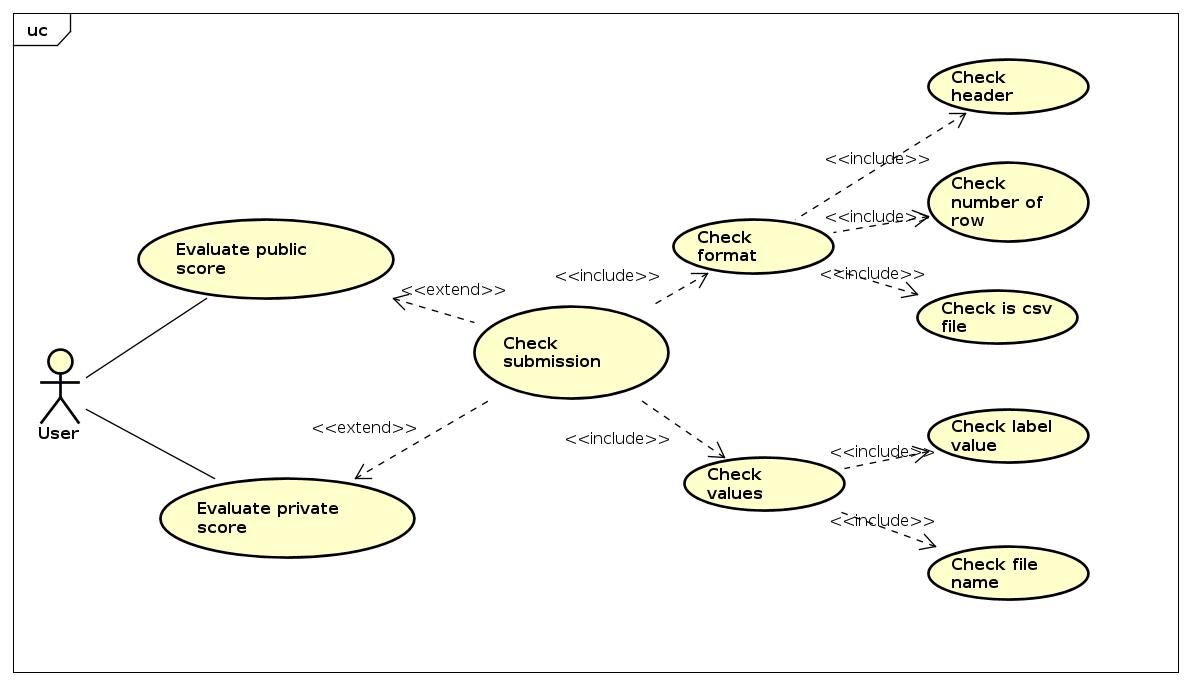 uc
Check
header
<<include>>
Check
number of
row
<<include>>
Check
format
Evaluate public
score
<<include>>
<<include>>
<<extend>>
Check is csv
file
Check
submission
User
<<extend>>
<<include>>
Check label
value
<<include>>
Check
values
Evaluate private
score
<<include>>
Check file
name